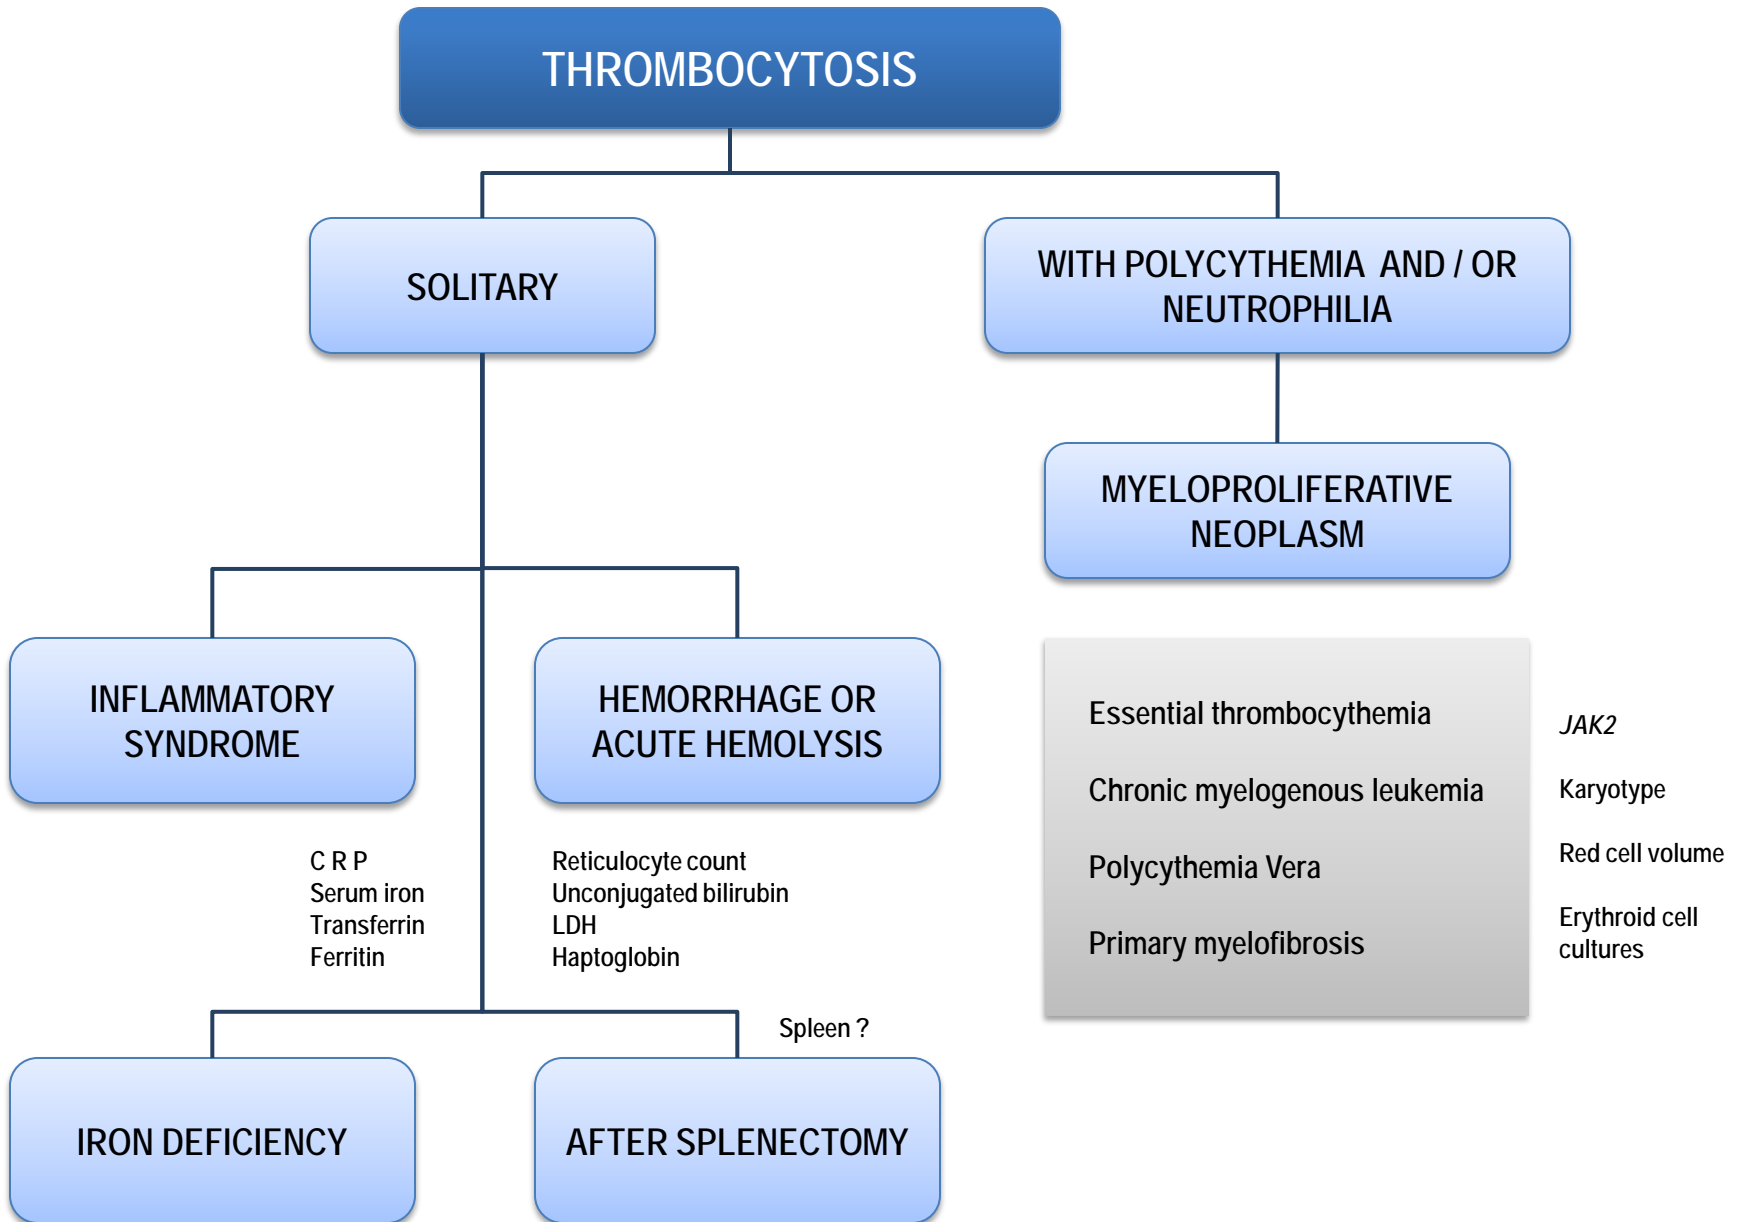 THROMBOCYTOSIS
SOLITARY
WITH POLYCYTHEMIA AND / OR
NEUTROPHILIA
MYELOPROLIFERATIVE
NEOPLASM
INFLAMMATORY
SYNDROME
HEMORRHAGE OR
ACUTE HEMOLYSIS
C R P
Serum iron
Transferrin
Ferritin
Reticulocyte count
Unconjugated bilirubin
LDH
Haptoglobin
Essential thrombocythemia
Chronic myelogenous leukemia
Polycythemia Vera
Primary myelofibrosis
JAK2
Karyotype
Red cell volume
Erythroid cell
cultures
Spleen ?
IRON DEFICIENCY
AFTER SPLENECTOMY